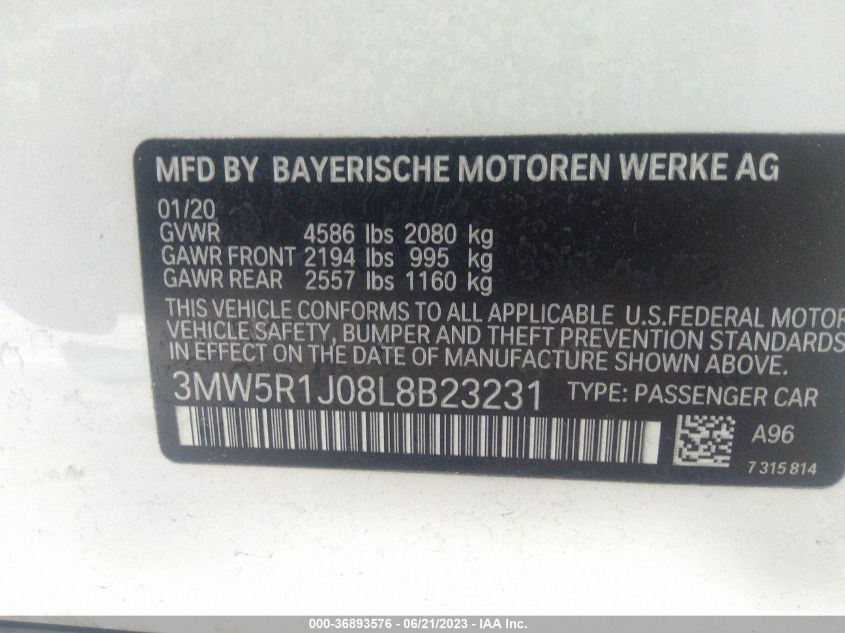 MFD BY BAYERISCHE MOTOREN WERKE AG
01/20
GVWR 4586 lbs 2080 kg
GAWR FRONT 2194 lbs 995 kg
GAWR REAR 2557 lbs 1160 kg
THIS VEHICLE CONFORMS TO ALL APPLICABLE U.S.FEDERAL MOTOR
VEHICLE SAFETY, BUMPER AND THEFT PREVENTION STANDARDS
IN EFFECT ON THE DATE OF MANUFACTURE SHOWN ABOVE.
3MW5R1J08L8B23231 TYPE: PASSENGER CAR
A96
7 315 814
000-36893576 - 06/21/2023 - IAA Inc.